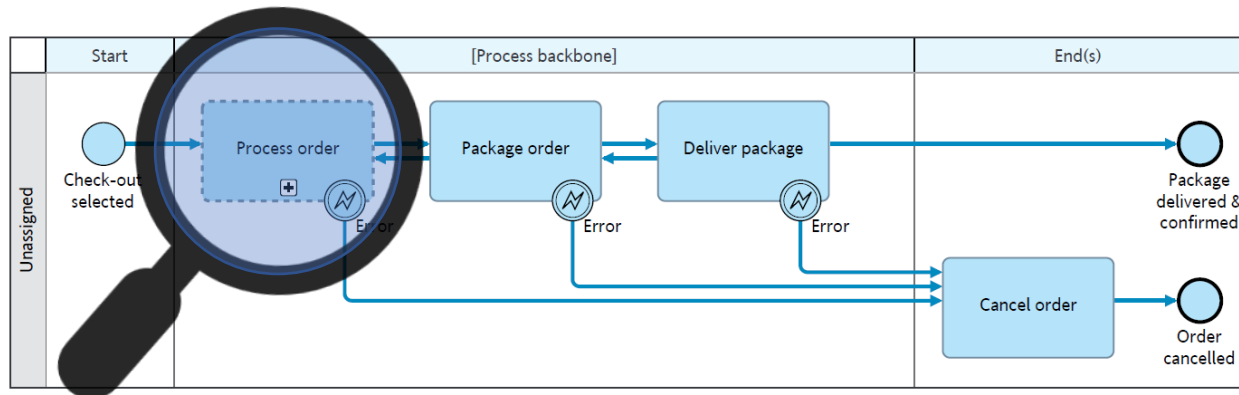 Start
[Process backbone]
End(s)
Unassigned
Check-out
selected
Process order
Error
Package order
Error
Deliver package
Error
Package
delivered &
confirmed
Cancel order
Order
cancelled